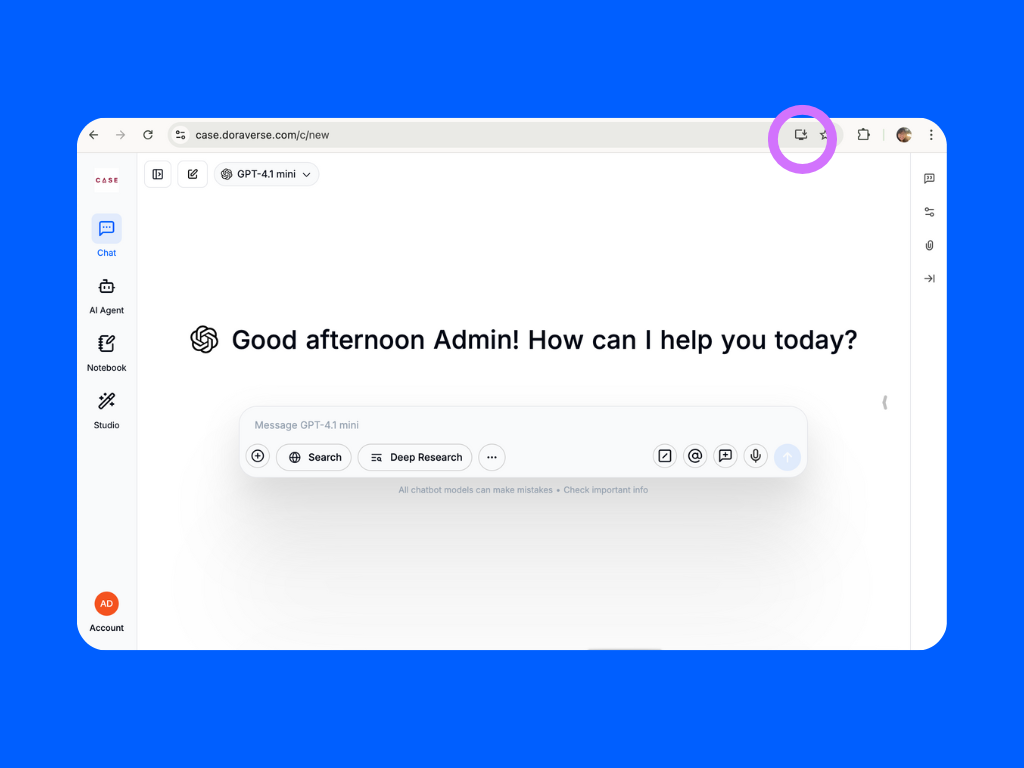 case.doraverse.com/c/new
CASE
GPT-4.1 mini
Chat
AI Agent
Notebook
Studio
Good afternoon Admin! How can I help you today?
Message GPT-4.1 mini
Search
Deep Research
All chatbot models can make mistakes • Check important info
AD
Account